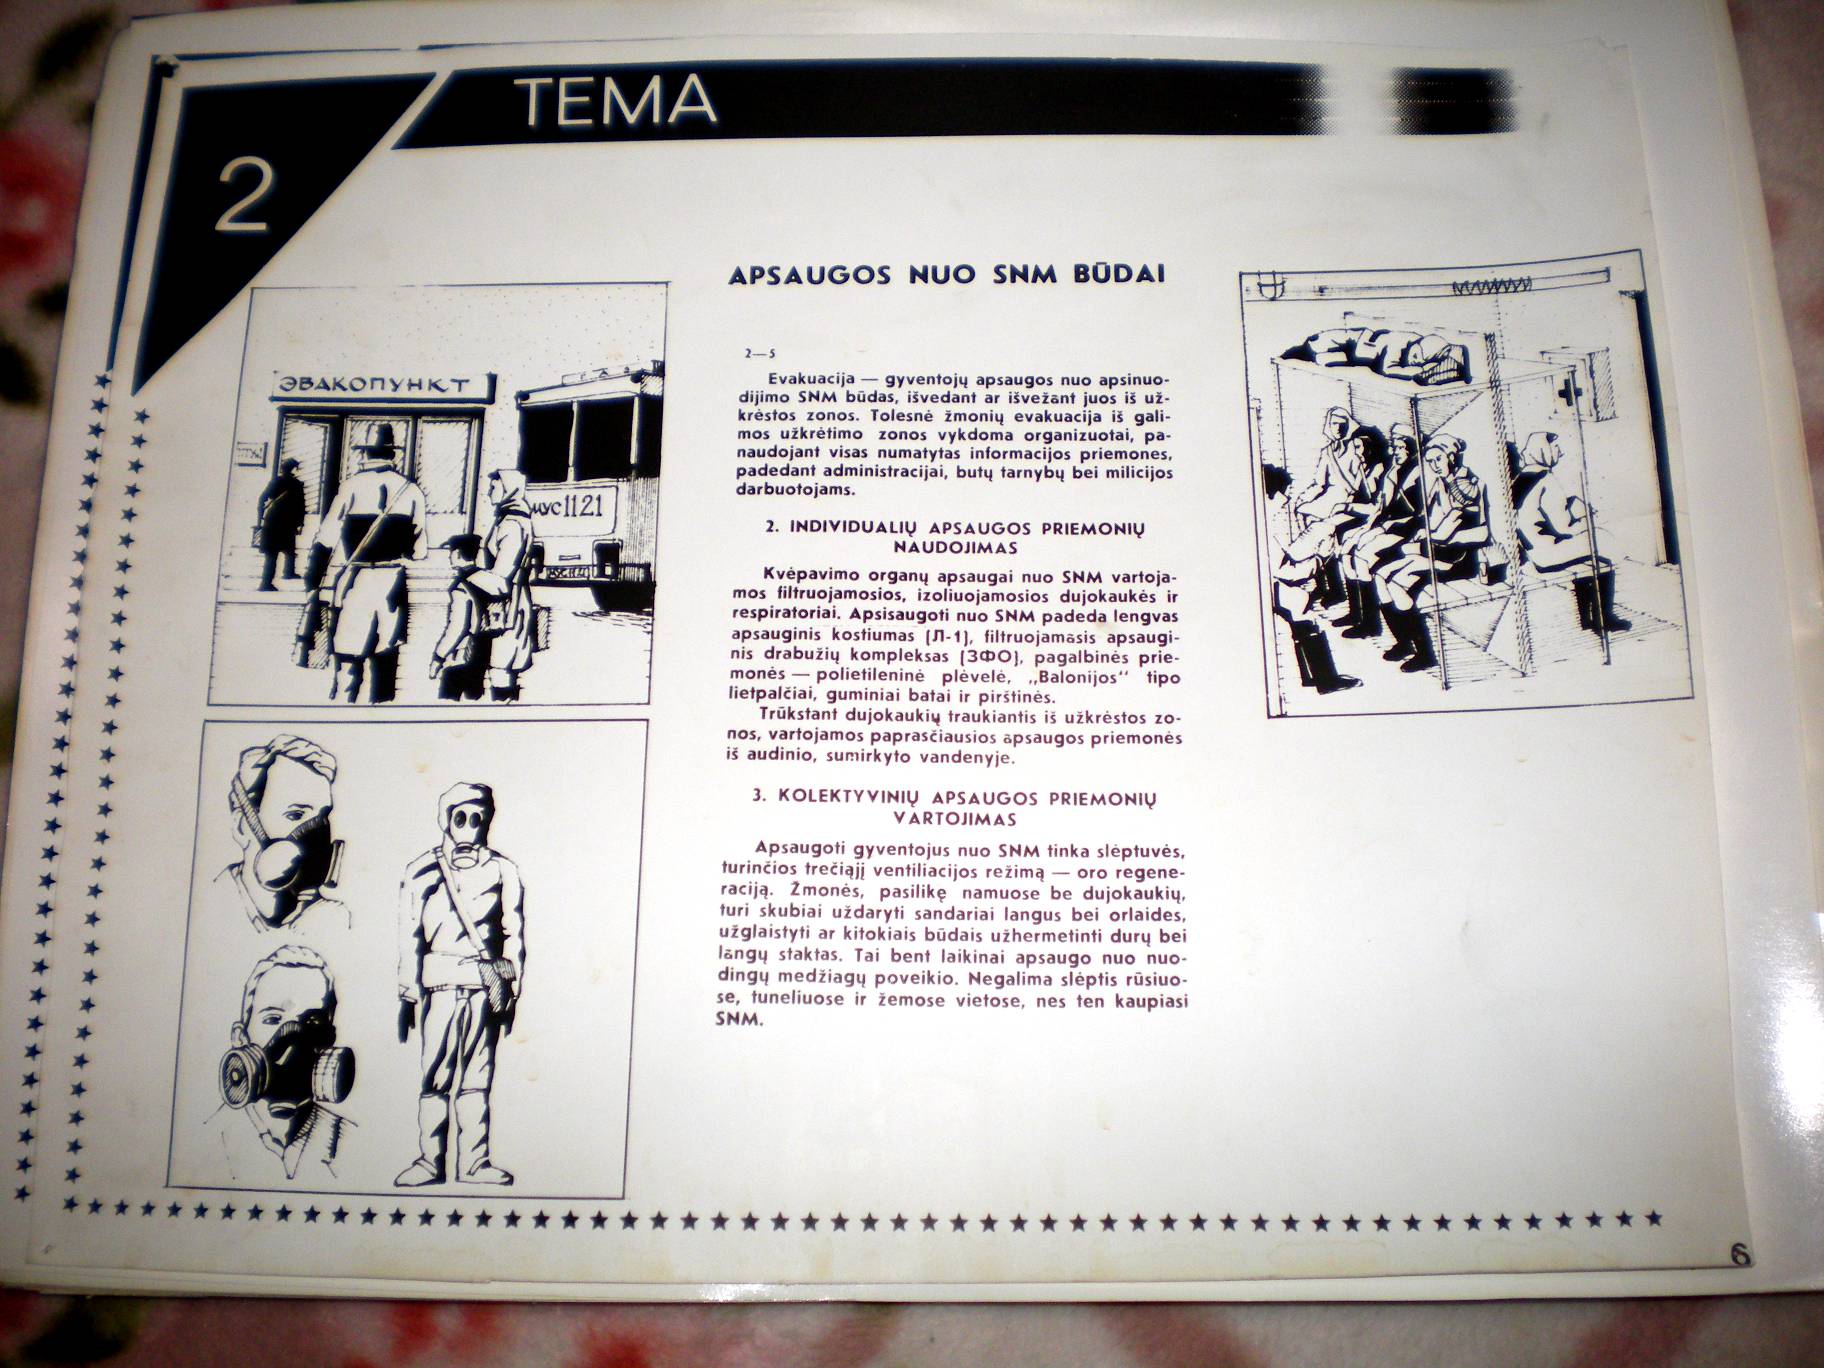 TEMA
2
APSAUGOS NUO SNM BŪDAI
ЭВАКОПУНКТ
МУС 11 21
2—5
Evakuacija — gyventojų apsaugos nuo apsinuo-
dijimo SNM būdas, išvedant ar išvežant juos iš už-
krėstos zonos. Tolesnė žmonių evakuacija iš gali-
mos užkrėtimo zonos vykdoma organizuotai, pa-
naudojant visas numatytas informacijos priemones,
padedant administracijai, butų tarnybų bei milicijos
darbuotojams.
2. INDIVIDUALIŲ APSAUGOS PRIEMONIŲ
NAUDOJIMAS
Kvėpavimo organų apsaugai nuo SNM vartoja-
mos filtruojamosios, izoliuojamosios dujokaukės ir
respiratoriai. Apsisaugoti nuo SNM padeda lengvas
apsauginis kostiumas (Л-1), filtruojamasis apsaugi-
nis drabužių kompleksas (ЗФО), pagalbinės prie-
monės — polietileninė plėvelė, „Balonijos“ tipo
lietpalčiai, guminiai batai ir pirštinės.
Trūkstant dujokaukių traukiantis iš užkrėstos zo-
nos, vartojamos paprasčiausios apsaugos priemonės
iš audinio, sumirkyto vandenyje.
3. KOLEKTYVINIŲ APSAUGOS PRIEMONIŲ
VARTOJIMAS
Apsaugoti gyventojus nuo SNM tinka slėptuvės,
turinčios trečiąjį ventiliacijos režimą — oro regene-
raciją. Žmonės, pasilikę namuose be dujokaukių,
turi skubiai uždaryti sandariai langus bei orlaides,
užglaistyti ar kitokiais būdais užhermetinti durų bei
langų staktas. Tai bent laikinai apsaugo nuo nuo-
dingų medžiagų poveikio. Negalima slėptis rūsiuo-
se, tuneliuose ir žemose vietose, nes ten kaupiasi
SNM.
6